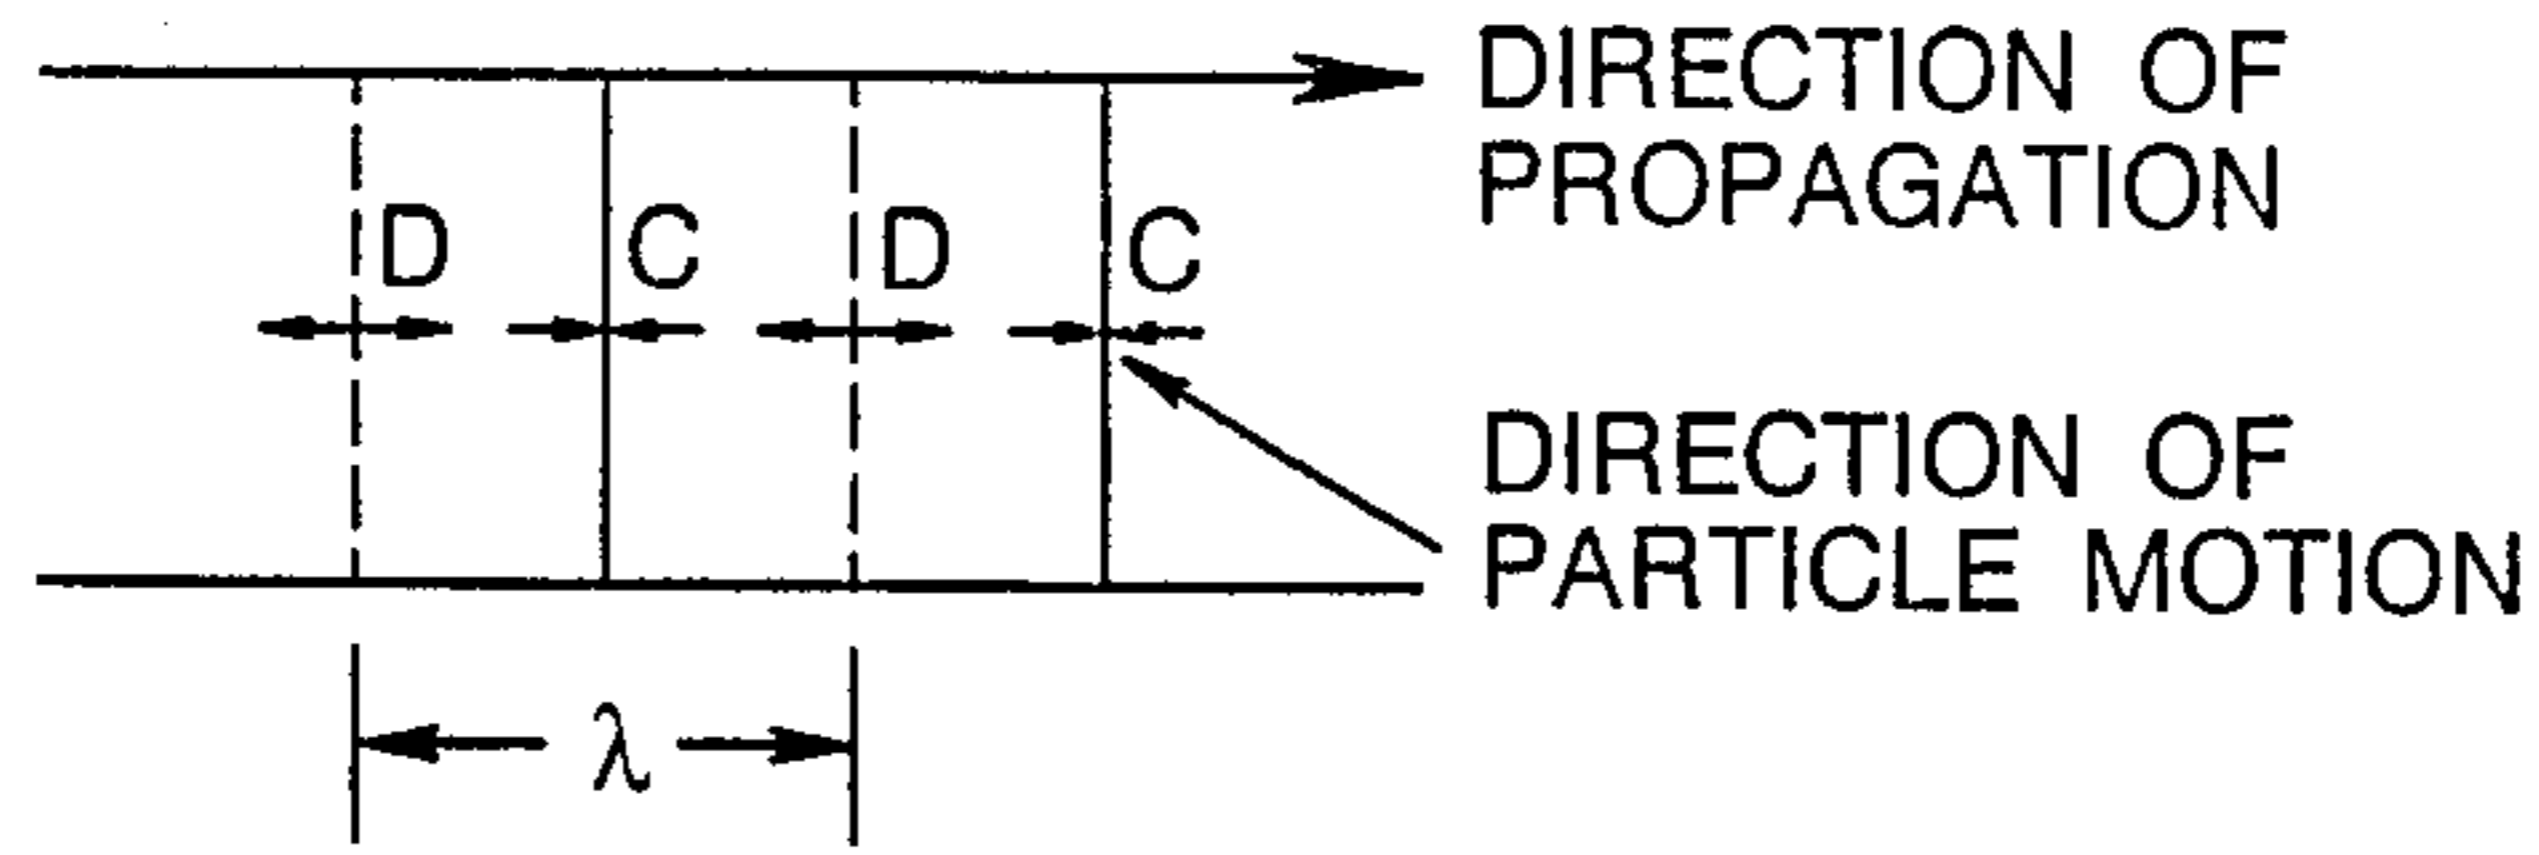 DIRECTION OF
PROPAGATION
D C D C
DIRECTION OF
PARTICLE MOTION
λ